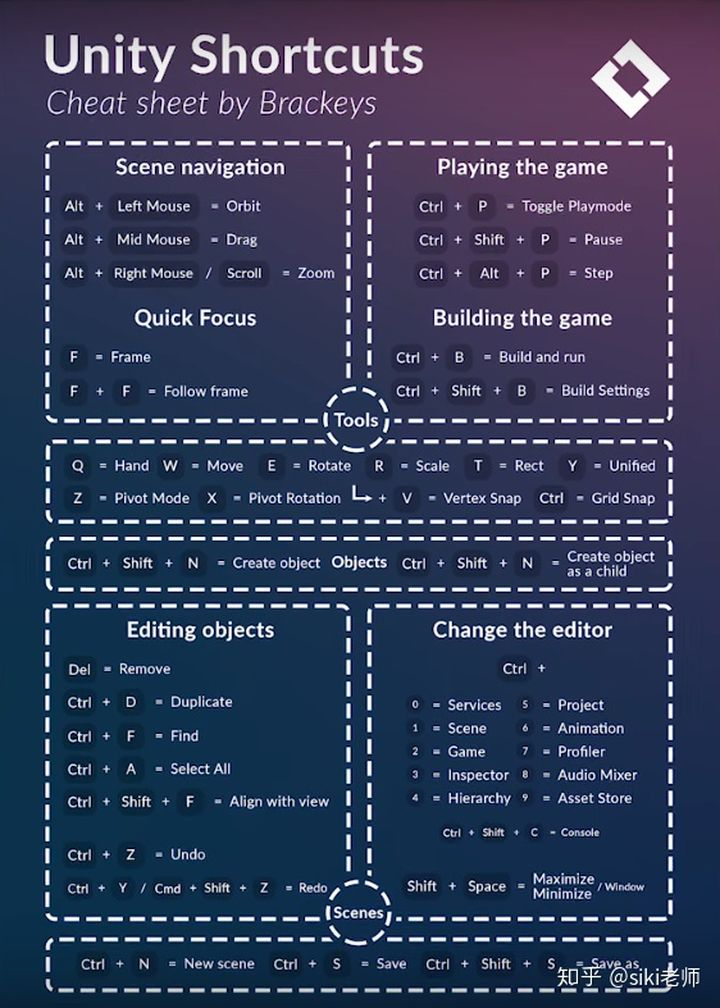 Unity Shortcuts
Cheat sheet by Brackeys
Scene navigation
Alt + Left Mouse = Orbit
Alt + Mid Mouse = Drag
Alt + Right Mouse / Scroll = Zoom
Quick Focus
F = Frame
F + F = Follow frame
Playing the game
Ctrl + P = Toggle Playmode
Ctrl + Shift + P = Pause
Ctrl + Alt + P = Step
Building the game
Ctrl + B = Build and run
Ctrl + Shift + B = Build Settings
Tools
Q = Hand W = Move E = Rotate R = Scale T = Rect Y = Unified
Z = Pivot Mode X = Pivot Rotation + V = Vertex Snap Ctrl = Grid Snap
Ctrl + Shift + N = Create object Objects Ctrl + Shift + N = Create object
as a child
Editing objects
Del = Remove
Ctrl + D = Duplicate
Ctrl + F = Find
Ctrl + A = Select All
Ctrl + Shift + F = Align with view
Ctrl + Z = Undo
Ctrl + Y / Cmd + Shift + Z = Redo
Change the editor
Ctrl +
0 = Services 5 = Project
1 = Scene 6 = Animation
2 = Game 7 = Profiler
3 = Inspector 8 = Audio Mixer
4 = Hierarchy 9 = Asset Store
Ctrl + Shift + C = Console
Shift + Space = Maximize
Minimize / Window
Scenes
Ctrl + N = New scene Ctrl + S = Save Ctrl + Shift + S = Save as
知乎 @siki老师